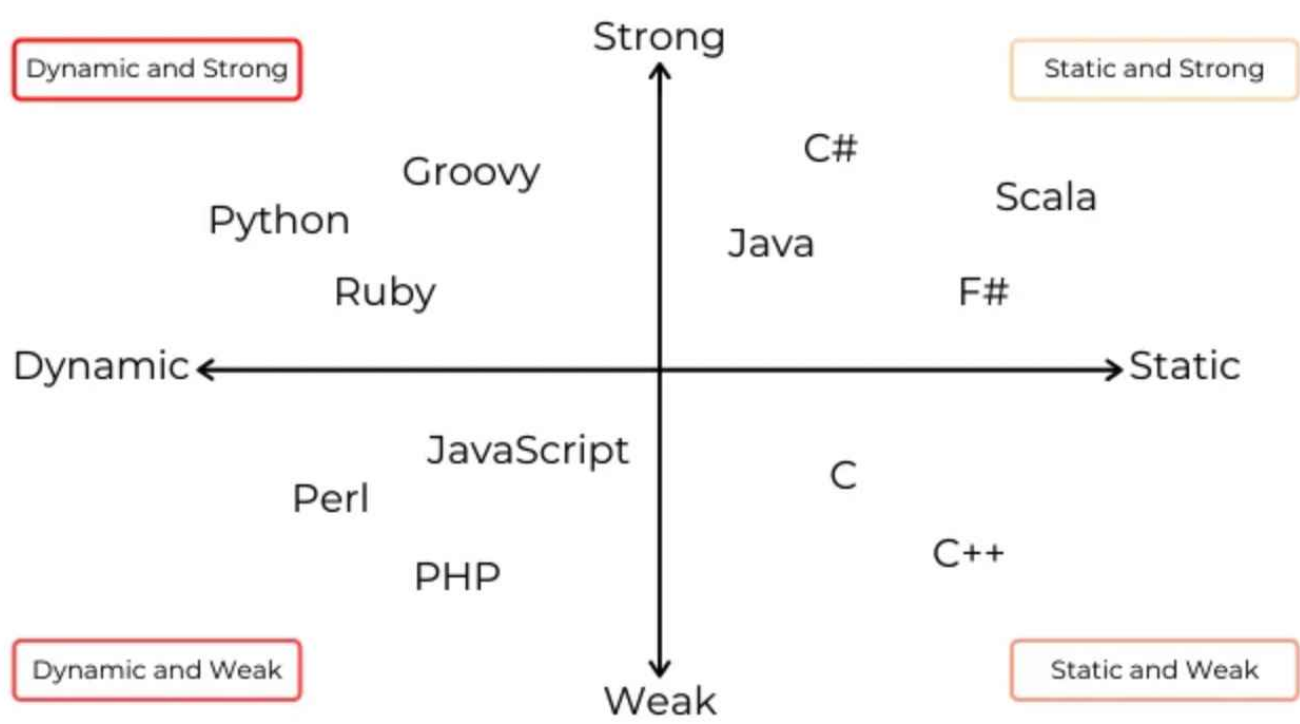 Strong
Dynamic and Strong
Static and Strong
C#
Groovy
Scala
Python
Java
Ruby
F#
Dynamic
Static
JavaScript
C
Perl
C++
PHP
Dynamic and Weak
Static and Weak
Weak